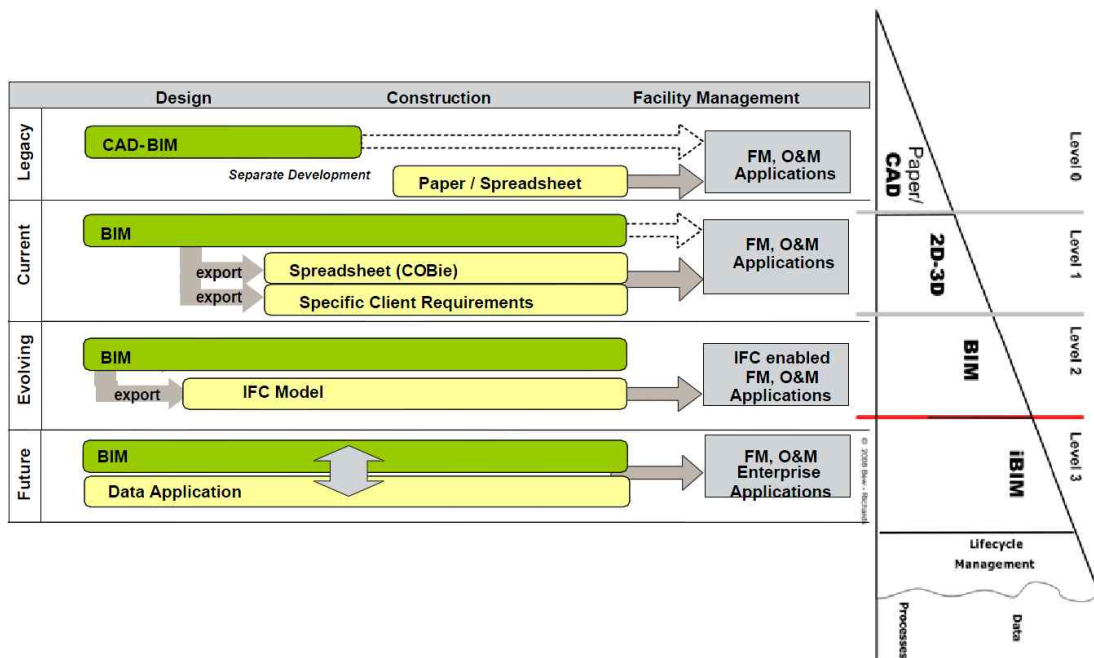 Design
Construction
Facility Management
Legacy
CAD-BIM
Separate Development
Paper / Spreadsheet
FM, O&M
Applications
Current
BIM
export
Spreadsheet (COBie)
export
Specific Client Requirements
FM, O&M
Applications
Evolving
BIM
export
IFC Model
IFC enabled
FM, O&M
Applications
Future
BIM
Data Application
FM, O&M
Enterprise
Applications
© 2008 Bew - Richards
Paper/
CAD
Level 0
2D-3D
Level 1
BIM
Level 2
iBIM
Level 3
Lifecycle
Management
Processes
Data